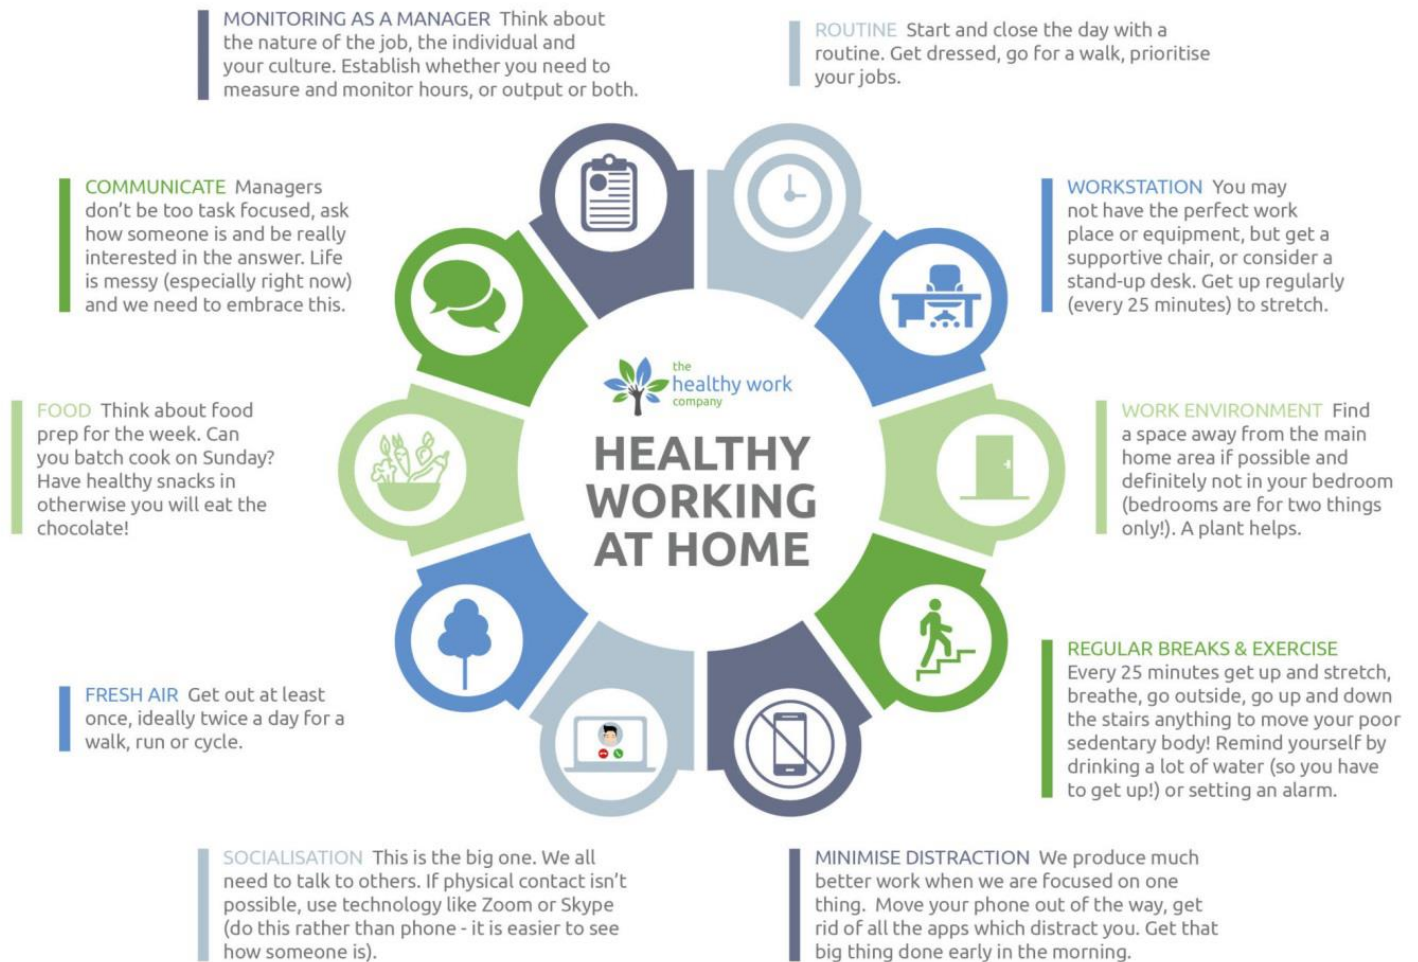 MONITORING AS A MANAGER Think about
the nature of the job, the individual and
your culture. Establish whether you need to
measure and monitor hours, or output or both.
ROUTINE Start and close the day with a
routine. Get dressed, go for a walk, prioritise
your jobs.
COMMUNICATE Managers
don't be too task focused, ask
how someone is and be really
interested in the answer. Life
is messy (especially right now)
and we need to embrace this.
WORKSTATION You may
not have the perfect work
place or equipment, but get a
supportive chair, or consider a
stand-up desk. Get up regularly
(every 25 minutes) to stretch.
the
healthy work
company
HEALTHY
WORKING
AT HOME
FOOD Think about food
prep for the week. Can
you batch cook on Sunday?
Have healthy snacks in
otherwise you will eat the
chocolate!
WORK ENVIRONMENT Find
a space away from the main
home area if possible and
definitely not in your bedroom
(bedrooms are for two things
only!). A plant helps.
FRESH AIR Get out at least
once, ideally twice a day for a
walk, run or cycle.
REGULAR BREAKS & EXERCISE
Every 25 minutes get up and stretch,
breathe, go outside, go up and down
the stairs anything to move your poor
sedentary body! Remind yourself by
drinking a lot of water (so you have
to get up!) or setting an alarm.
SOCIALISATION This is the big one. We all
need to talk to others. If physical contact isn't
possible, use technology like Zoom or Skype
(do this rather than phone - it is easier to see
how someone is).
MINIMISE DISTRACTION We produce much
better work when we are focused on one
thing. Move your phone out of the way, get
rid of all the apps which distract you. Get that
big thing done early in the morning.